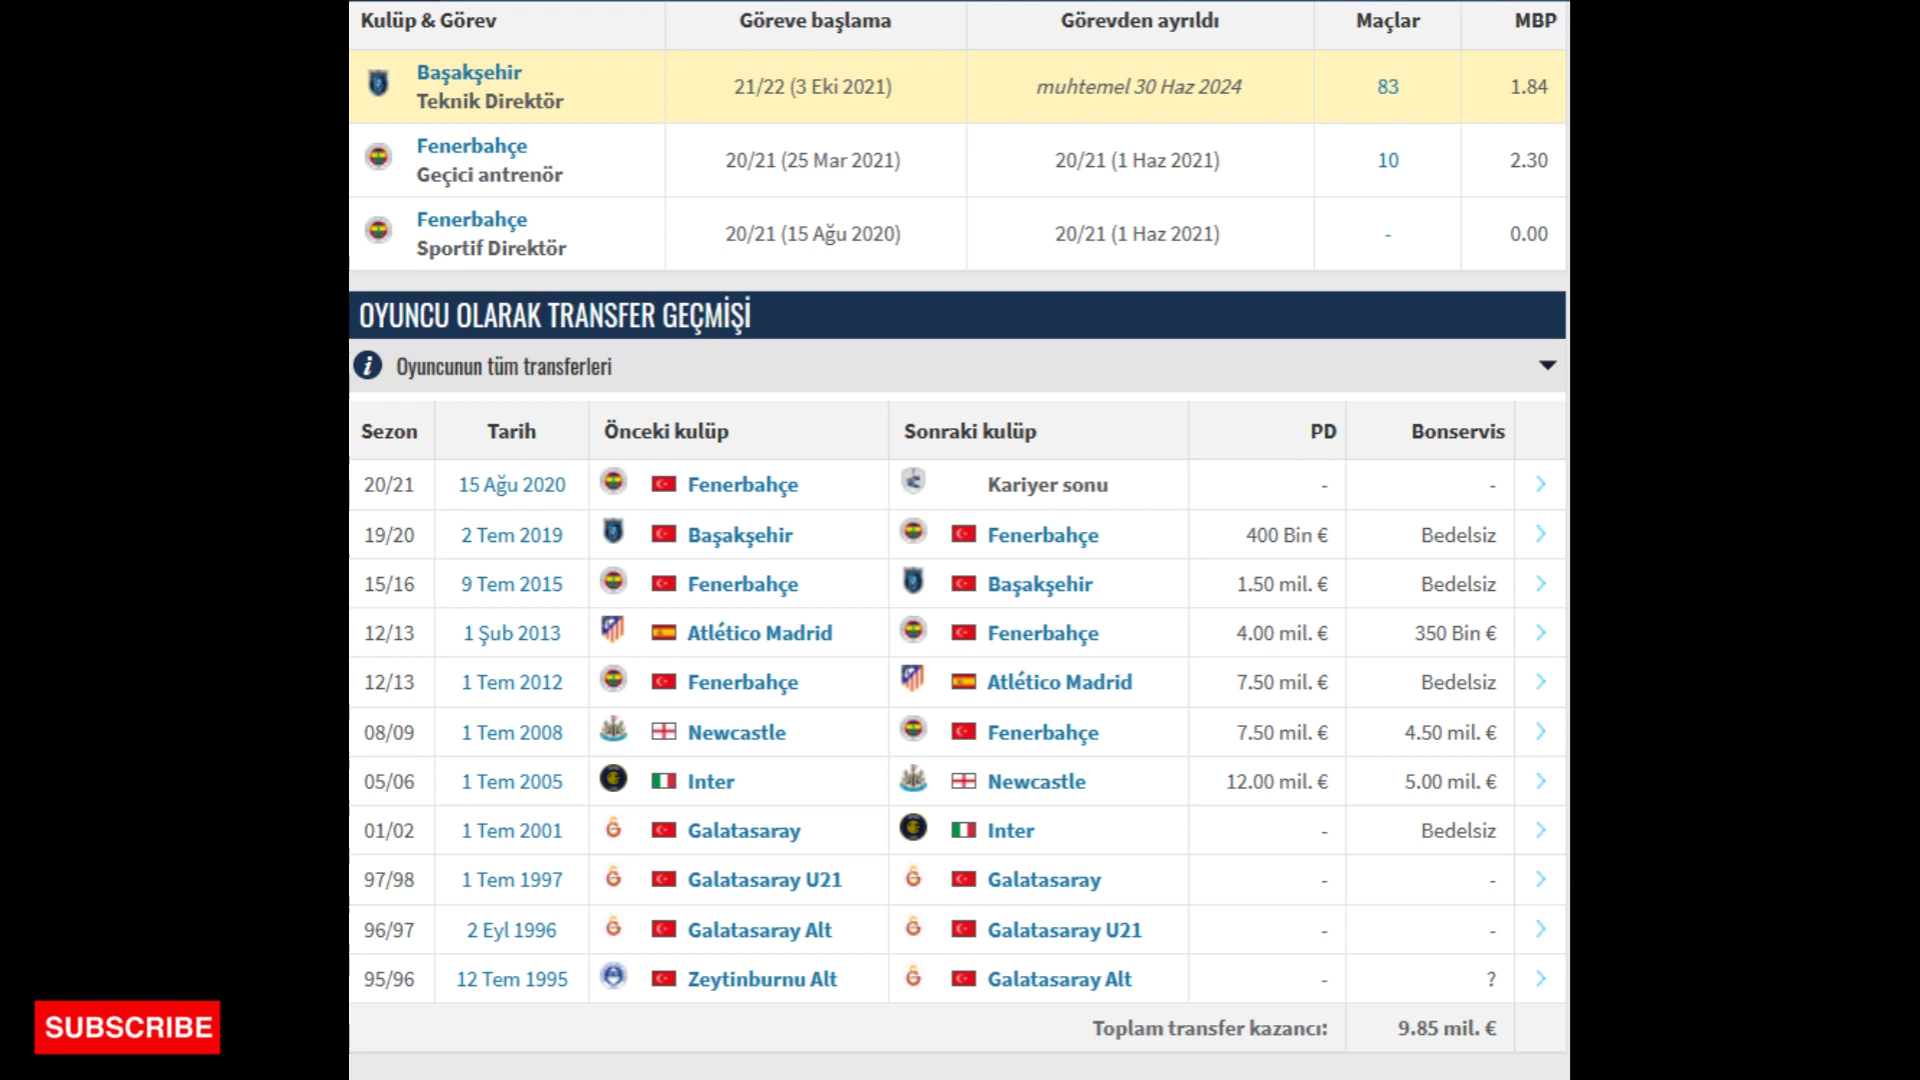 Kulüp & Görev Göreve başlama Görevden ayrıldı Maçlar MBP
Başakşehir
Teknik Direktör 21/22 (3 Eki 2021) muhtemel 30 Haz 2024 83 1.84
Fenerbahçe
Geçici antrenör 20/21 (25 Mar 2021) 20/21 (1 Haz 2021) 10 2.30
Fenerbahçe
Sportif Direktör 20/21 (15 Ağu 2020) 20/21 (1 Haz 2021) - 0.00
OYUNCU OLARAK TRANSFER GEÇMİŞİ
i Oyuncunun tüm transferleri
Sezon Tarih Önceki kulüp Sonraki kulüp PD Bonservis
20/21 15 Ağu 2020 Fenerbahçe Kariyer sonu - -
19/20 2 Tem 2019 Başakşehir Fenerbahçe 400 Bin € Bedelsiz
15/16 9 Tem 2015 Fenerbahçe Başakşehir 1.50 mil. € Bedelsiz
12/13 1 Şub 2013 Atlético Madrid Fenerbahçe 4.00 mil. € 350 Bin €
12/13 1 Tem 2012 Fenerbahçe Atlético Madrid 7.50 mil. € Bedelsiz
08/09 1 Tem 2008 Newcastle Fenerbahçe 7.50 mil. € 4.50 mil. €
05/06 1 Tem 2005 Inter Newcastle 12.00 mil. € 5.00 mil. €
01/02 1 Tem 2001 Galatasaray Inter - Bedelsiz
97/98 1 Tem 1997 Galatasaray U21 Galatasaray - -
96/97 2 Eyl 1996 Galatasaray Alt Galatasaray U21 - -
95/96 12 Tem 1995 Zeytinburnu Alt Galatasaray Alt - ?
Toplam transfer kazancı: 9.85 mil. €
SUBSCRIBE